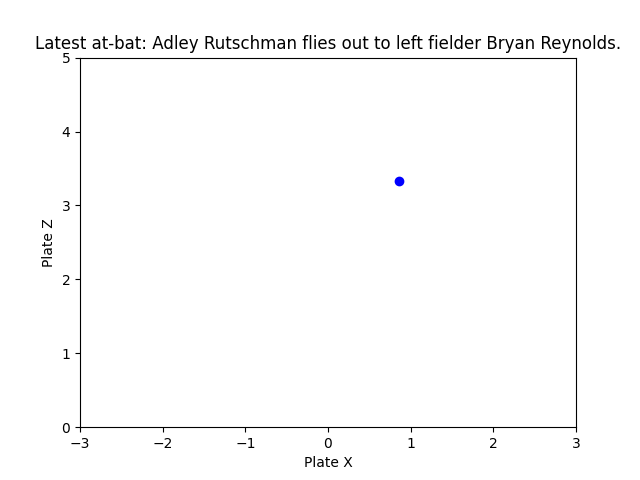 Latest at-bat: Adley Rutschman flies out to left fielder Bryan Reynolds.
5
4
3
2
1
0
Plate Z
−3 −2 −1 0 1 2 3
Plate X